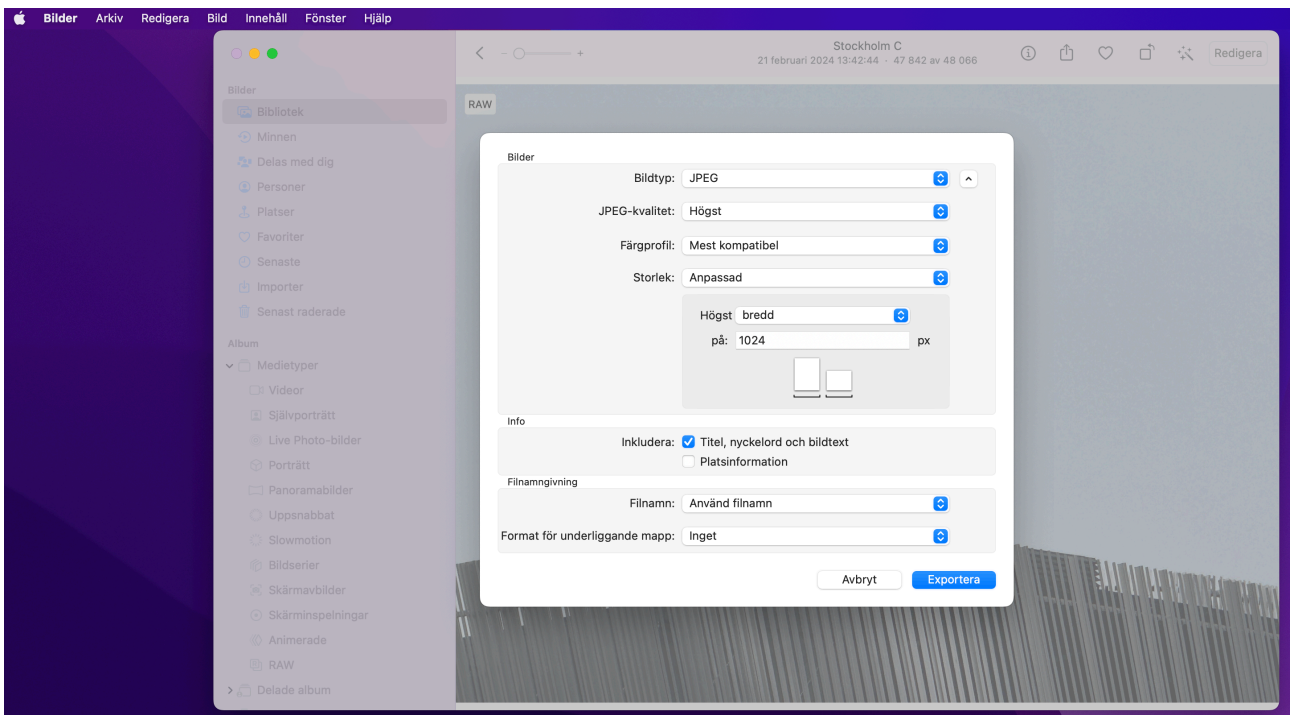 Bilder Arkiv Redigera Bild Innehåll Fönster Hjälp
Stockholm C
21 februari 2024 13:42:44 · 47 842 av 48 066
Redigera
Bilder
Bibliotek
Minnen
Delas med dig
Personer
Platser
Favoriter
Senaste
Importer
Senast raderade
Album
Medietyper
Videor
Självporträtt
Live Photo-bilder
Porträtt
Panoramabilder
Uppsnabbat
Slowmotion
Bildserier
Skärmavbilder
Skärminspelningar
Animerade
RAW
Delade album
RAW
Bilder
Bildtyp: JPEG
JPEG-kvalitet: Högst
Färgprofil: Mest kompatibel
Storlek: Anpassad
Högst bredd
på: 1024 px
Info
Inkludera: Titel, nyckelord och bildtext
Platsinformation
Filnamngivning
Filnamn: Använd filnamn
Format för underliggande mapp: Inget
Avbryt Exportera